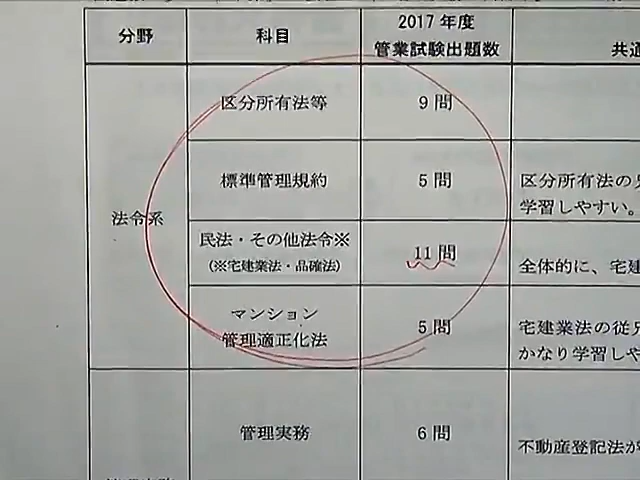 分野
科目
2017 年度
管業試験出題数
共通
法令系
区分所有法等
9 問
標準管理規約
5 問
区分所有法の
学習しやすい。
民法・その他法令※
(※宅建業法・品確法)
11 問
全体的に、宅建
マンション
管理適正化法
5 問
宅建業法の従兄
かなり学習しや
管理実務
6 問
不動産登記法が